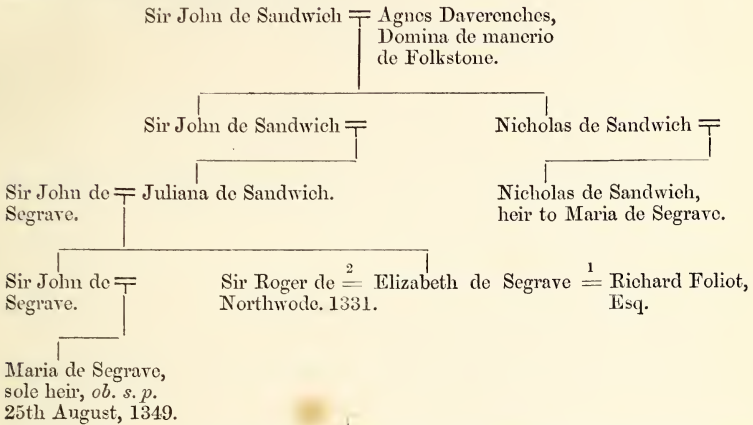 Sir John de Sandwich = Agnes Daverenches,
Domina de manerio
de Folkstone.
Sir John de Sandwich = Nicholas de Sandwich =
Sir John de = Juliana de Sandwich. Nicholas de Sandwich,
Segrave. heir to Maria de Segrave.
Sir John de = Sir Roger de 2 = Elizabeth de Segrave 1 = Richard Foliot,
Segrave. Northwode. 1331. Esq.
Maria de Segrave,
sole heir, ob. s. p.
25th August, 1349.